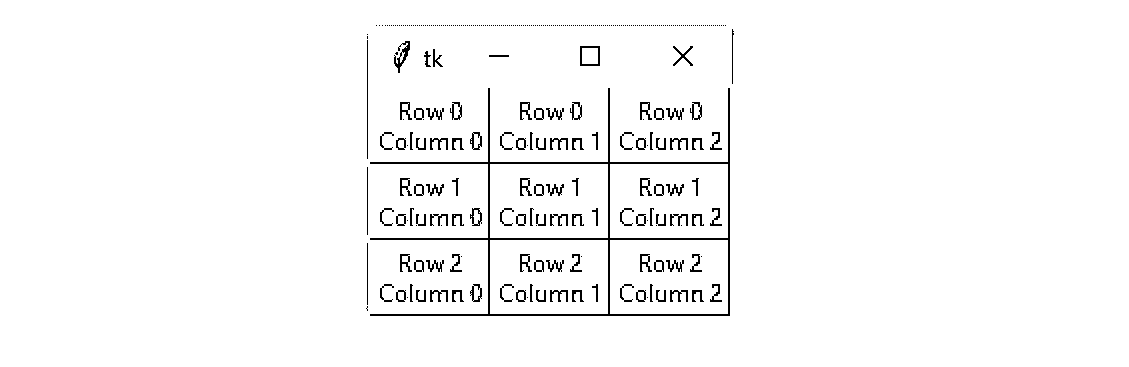 tk
Row 0 Row 0 Row 0
Column 0 Column 1 Column 2
Row 1 Row 1 Row 1
Column 0 Column 1 Column 2
Row 2 Row 2 Row 2
Column 0 Column 1 Column 2